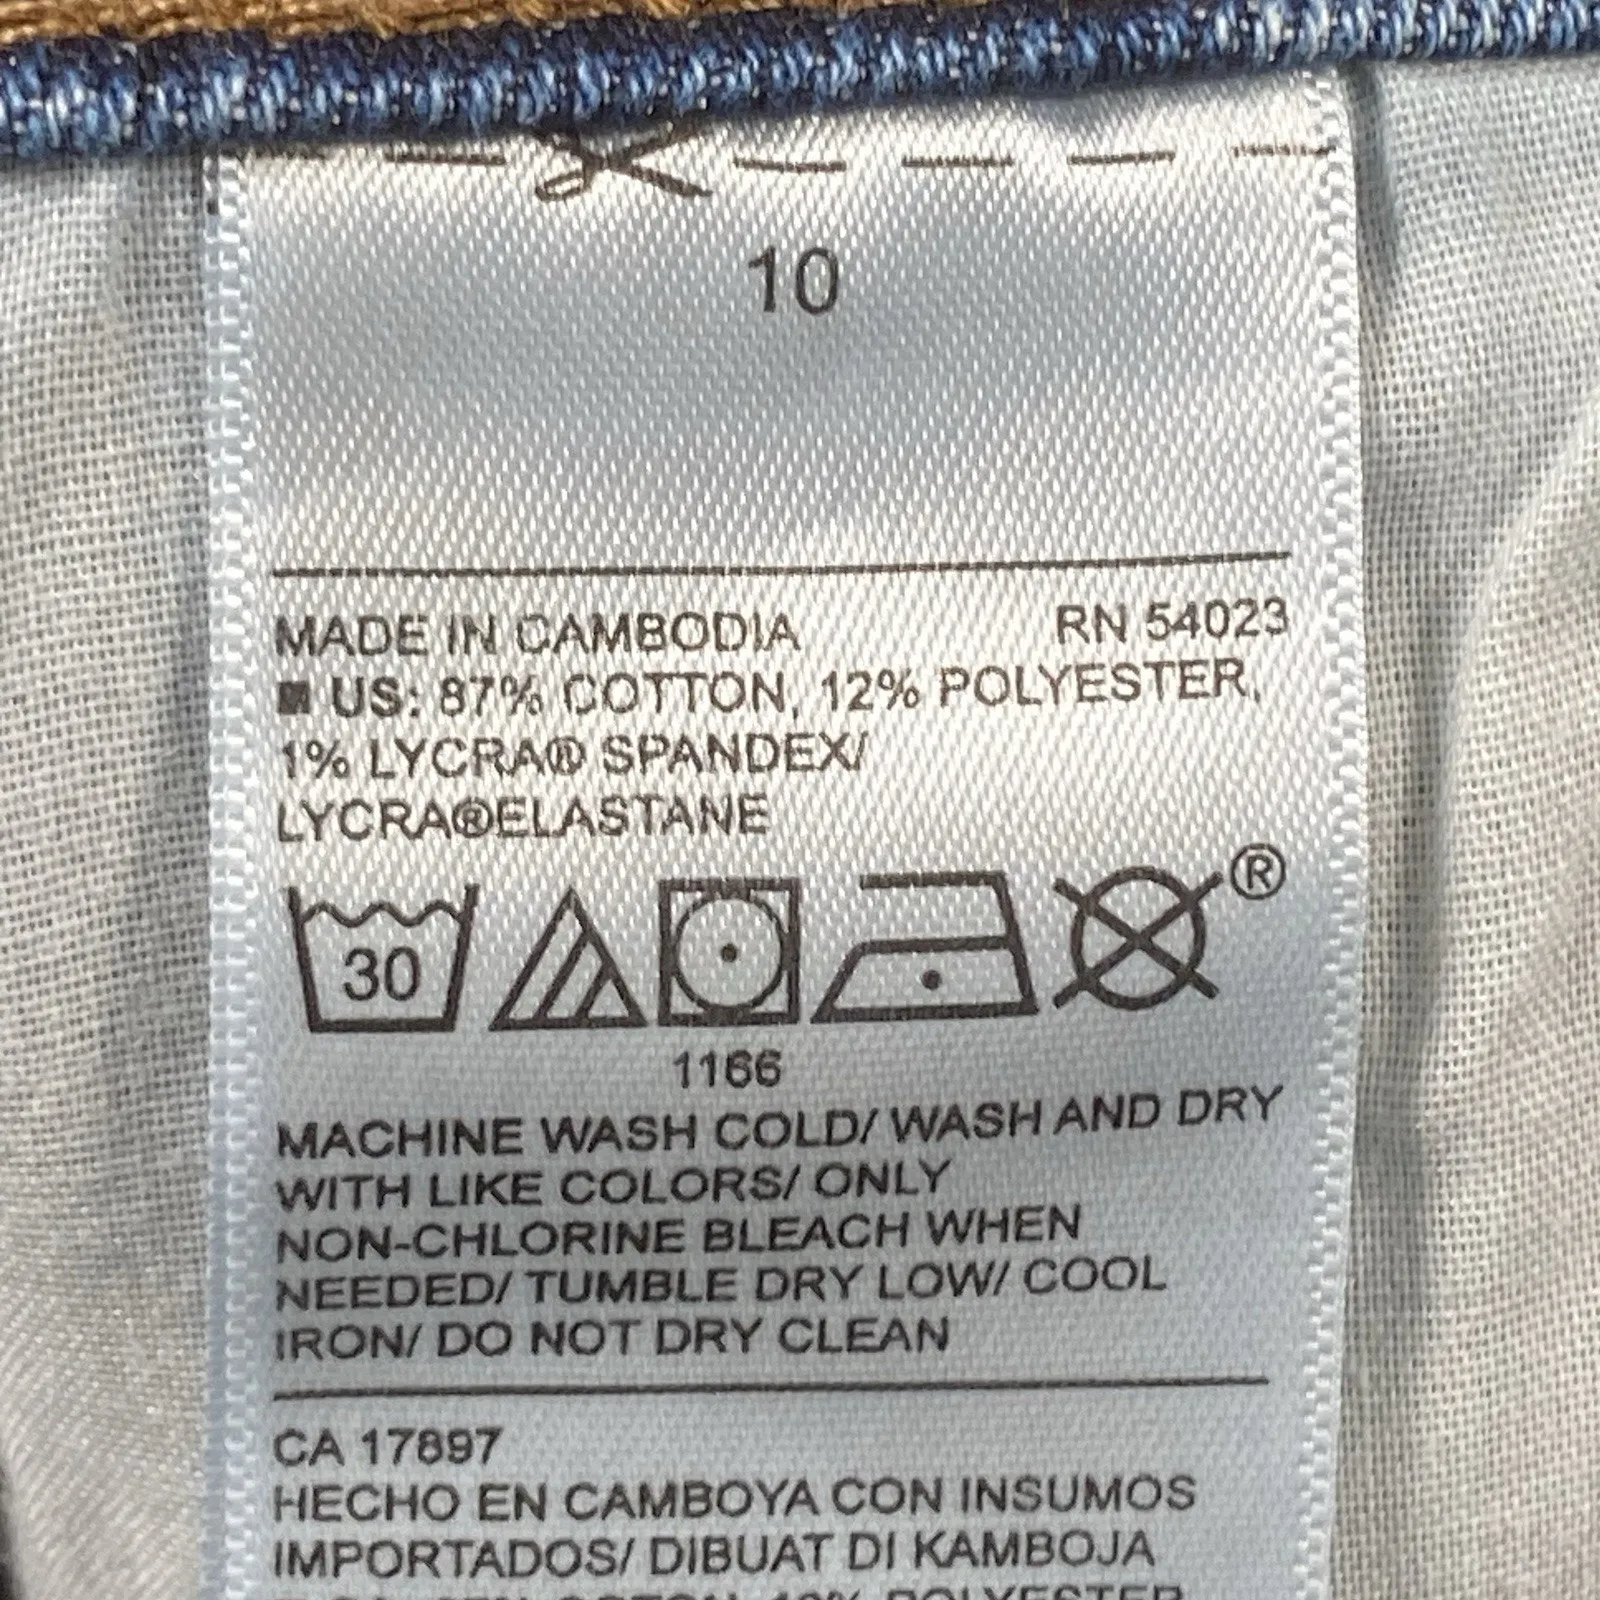 10
MADE IN CAMBODIA RN 54023
US: 87% COTTON, 12% POLYESTER,
1% LYCRA® SPANDEX/
LYCRA®ELASTANE
®
30
1166
MACHINE WASH COLD/ WASH AND DRY
WITH LIKE COLORS/ ONLY
NON-CHLORINE BLEACH WHEN
NEEDED/ TUMBLE DRY LOW/ COOL
IRON/ DO NOT DRY CLEAN
CA 17897
HECHO EN CAMBOYA CON INSUMOS
IMPORTADOS/ DIBUAT DI KAMBOJA
COTTON, POLYESTER